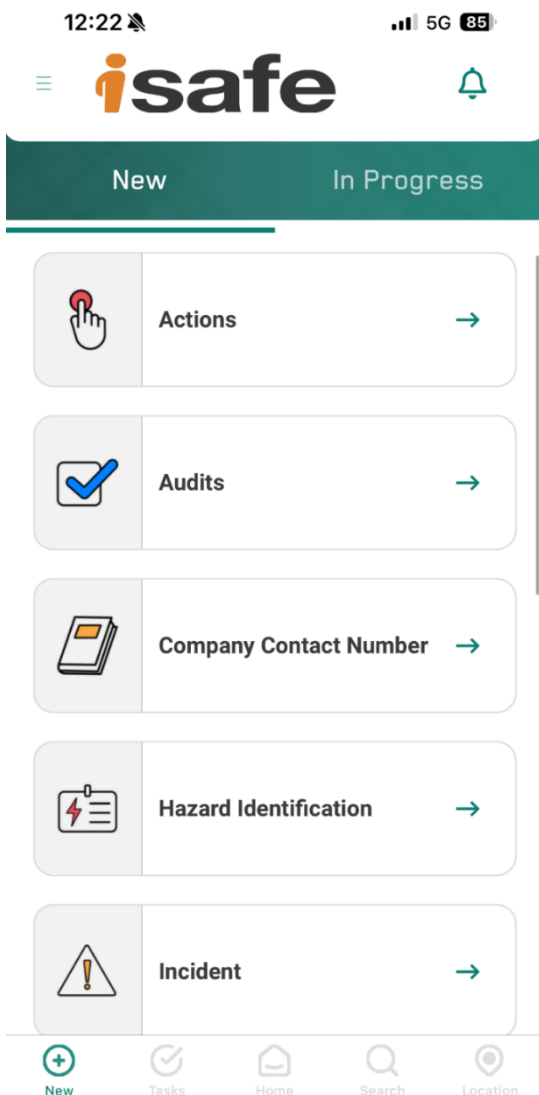 12:22 5G 85
isafe
New In Progress
Actions
Audits
Company Contact Number
Hazard Identification
Incident
New Tasks Home Search Location